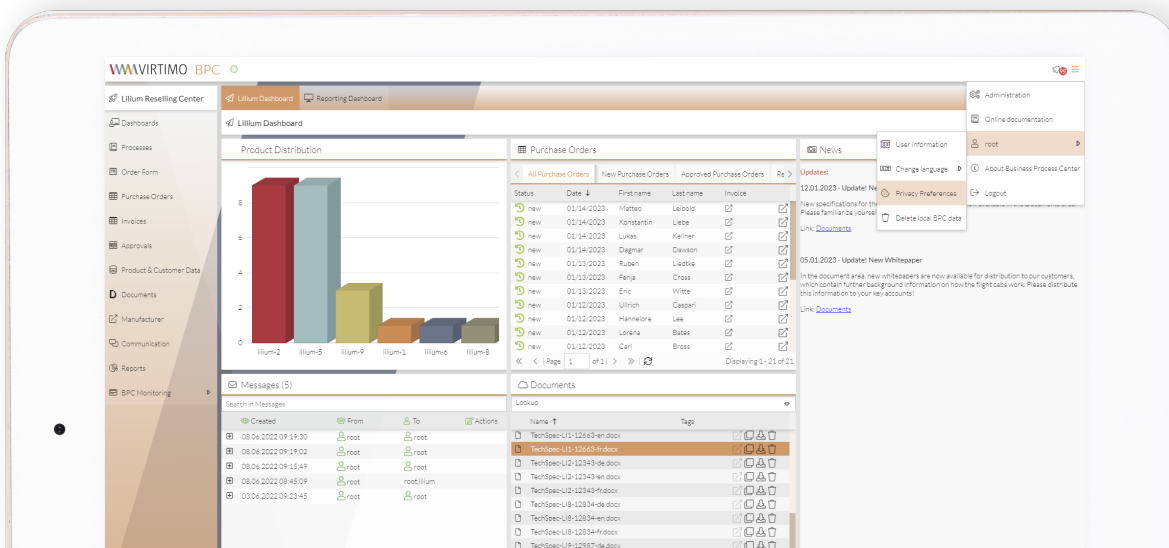 VIRTIMO BPC
Lilium Reselling Center
Dashboards
Processes
Order Form
Purchase Orders
Invoices
Approvals
Product & Customer Data
Documents
Manufacturer
Communication
Reports
BPC Monitoring
Lilium Dashboard
Reporting Dashboard
Lilium Dashboard
Product Distribution
8
6
4
2
0
lilium-2 lilium-5 lilium-9 lilium-1 lilium-6 lilium-8
Purchase Orders
All Purchase Orders New Purchase Orders Approved Purchase Orders Re
Status Date First name Last name Invoice
new 01/14/2023 Matteo Leibold
new 01/14/2023 Konstantin Liebe
new 01/14/2023 Lukas Kellner
new 01/14/2023 Dagmar Dawson
new 01/13/2023 Ruben Liedtke
new 01/13/2023 Fenja Cross
new 01/13/2023 Eric Witte
new 01/12/2023 Ullrich Caspari
new 01/12/2023 Hannelore Lee
new 01/12/2023 Lorena Bates
new 01/12/2023 Carl Bross
Page 1 of 1 Displaying 1 - 21 of 21
News
Updates:
12.01.2023 - Update! Ne
New specifications for the
Please familiarize yoursel
Link: Documents
05.01.2023 - Update! New Whitepaper
In the document area, new whitepapers are now available for distribution to our customers,
which contain further background information on how the flight cabs work. Please distribute
this information to your key accounts!
Link: Documents
Administration
Online documentation
root
About Business Process Center
Logout
User information
Change language
Privacy Preferences
Delete local BPC data
Messages (5)
Search in Messages
Created From To Actions
08.06.2022 09:19:30 root root
08.06.2022 09:19:02 root root
08.06.2022 09:15:49 root root
08.06.2022 08:45:09 root root,lilium
03.06.2022 09:23:45 root root
Documents
Lookup
Name Tags
TechSpec-LI1-12663-en.docx
TechSpec-LI1-12663-fr.docx
TechSpec-LI2-12343-de.docx
TechSpec-LI2-12343-en.docx
TechSpec-LI2-12343-fr.docx
TechSpec-LI8-12834-de.docx
TechSpec-LI8-12834-en.docx
TechSpec-LI8-12834-fr.docx
TechSpec-LI9-12987-de.docx